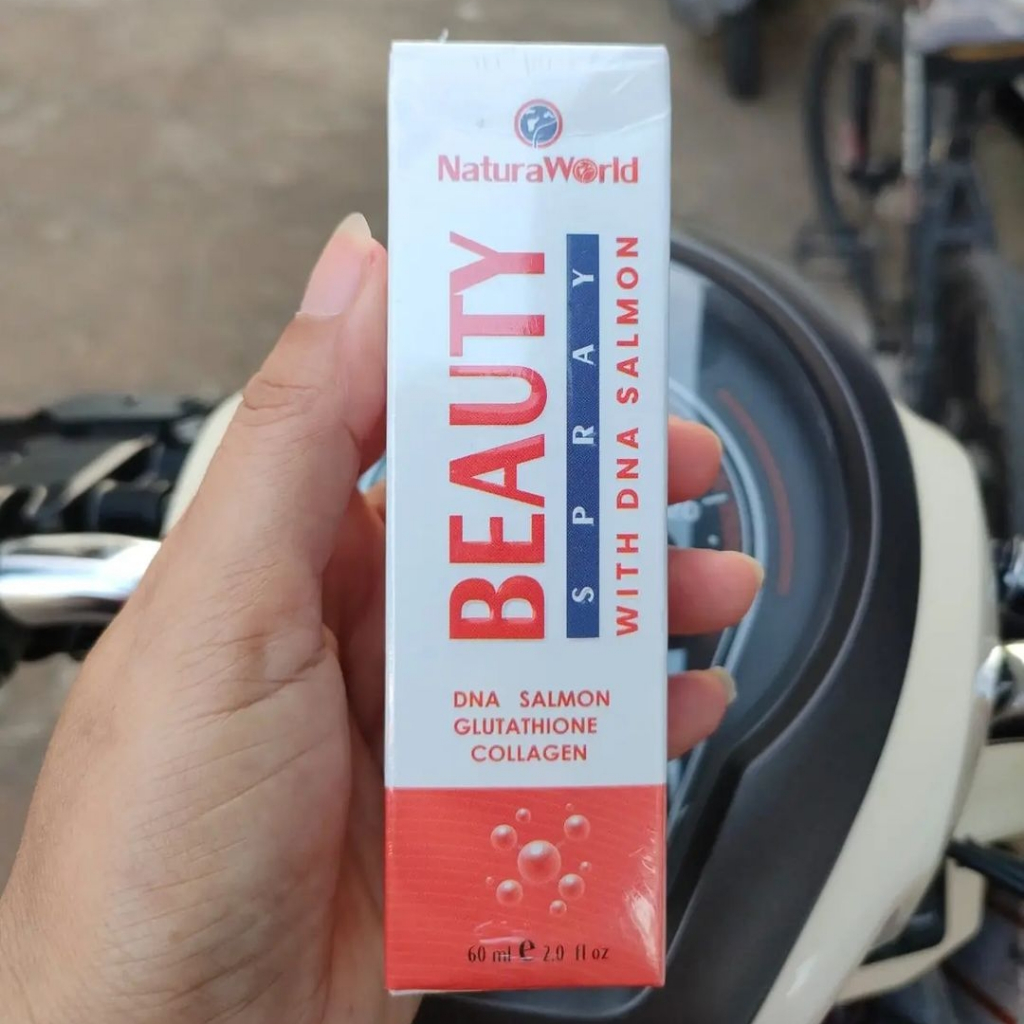 NaturaWorld
BEAUTY
SPRAY
WITH DNA SALMON
DNA SALMON
GLUTATHIONE
COLLAGEN
60 ml e 2.0 fl oz